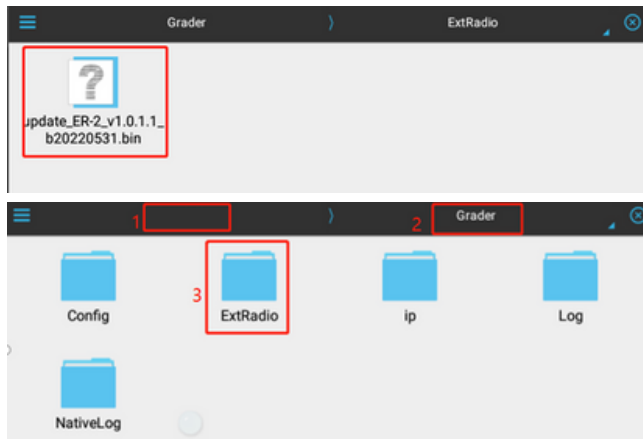 Grader 〉 ExtRadio
?
update_ER-2_v1.0.1.1_
b20220531.bin
1 〉 2 Grader
3
Config ExtRadio ip Log
NativeLog